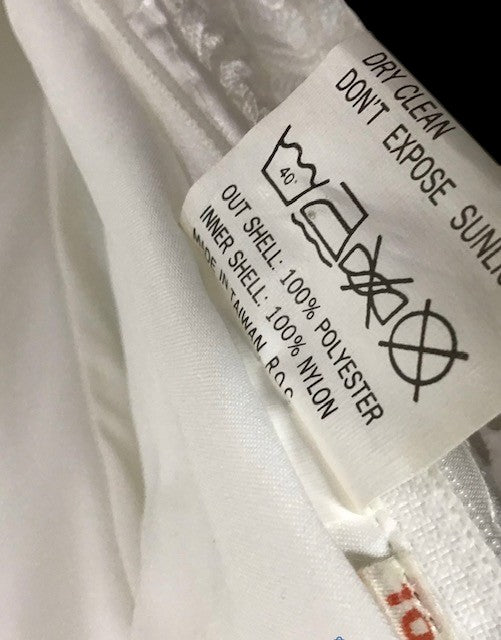 DRY CLEAN
DON'T EXPOSE
40°
OUT SHELL: 100% POLYESTER
INNER SHELL: 100% NYLON
MADE IN TAIWAN R.O.C